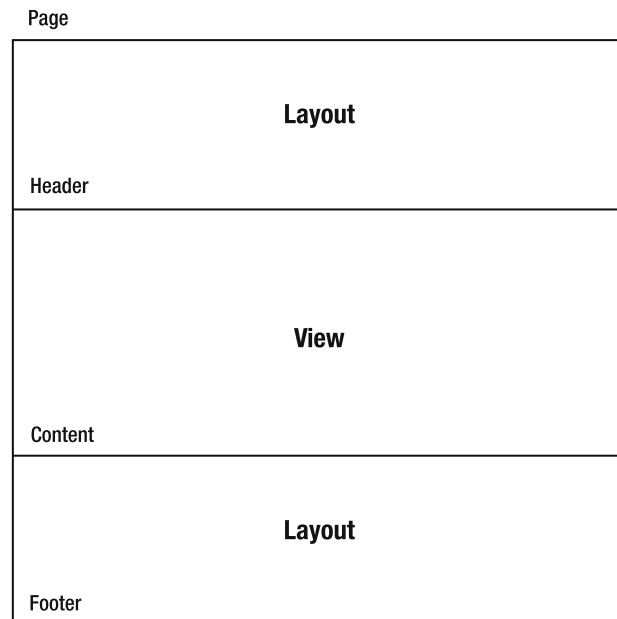 Page
Layout
Header
View
Content
Layout
Footer